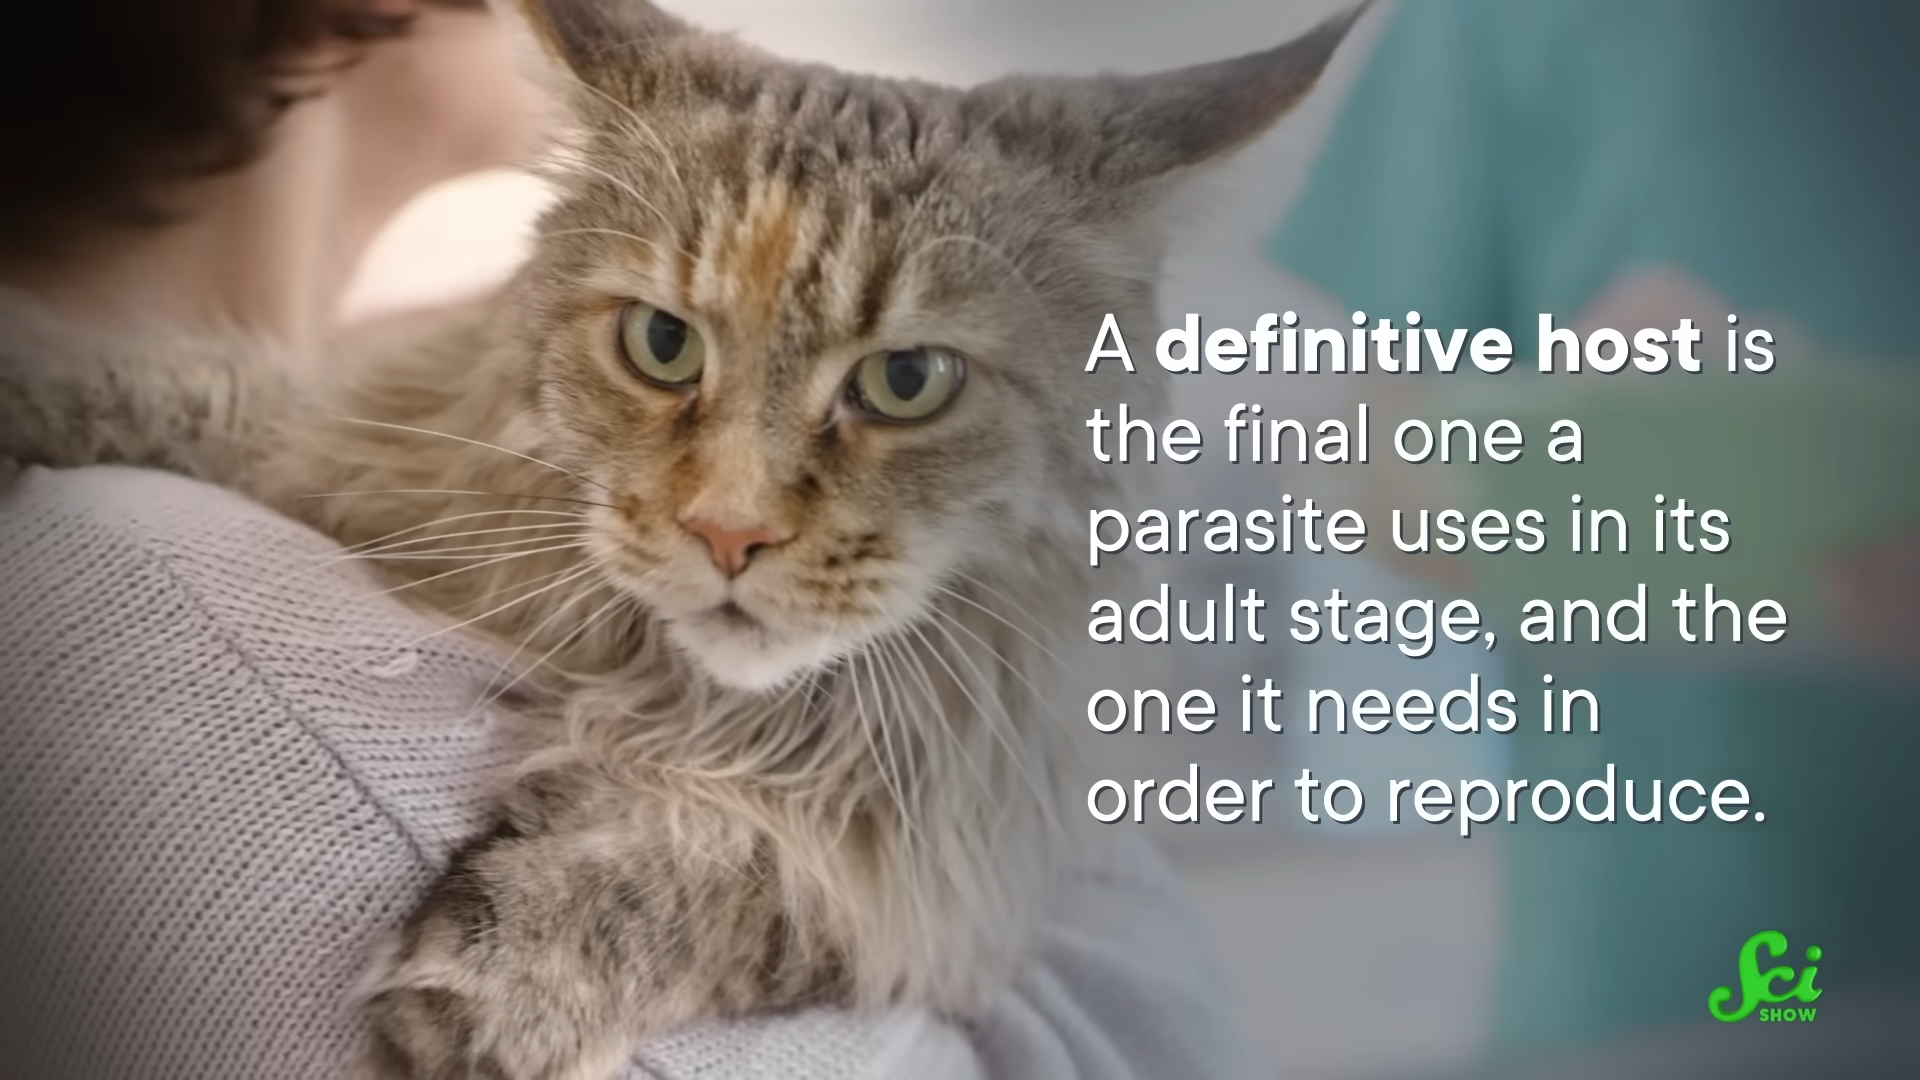 A definitive host is
the final one a
parasite uses in its
adult stage, and the
one it needs in
order to reproduce.
Sci
SHOW